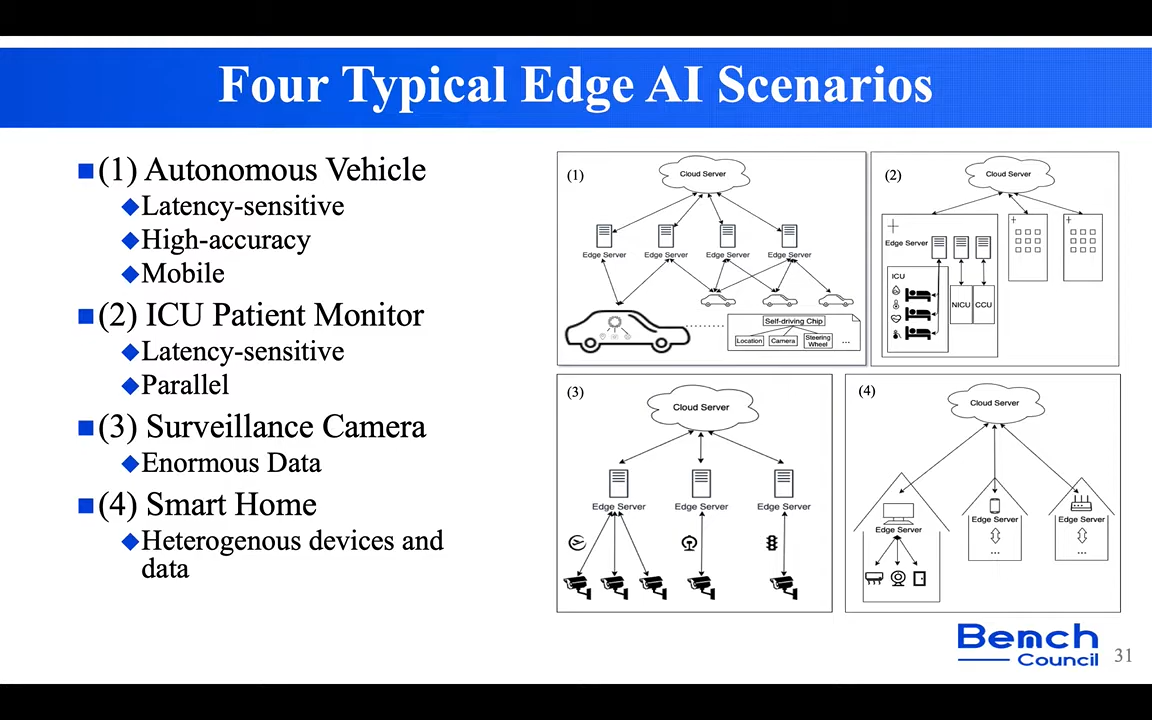 Four Typical Edge AI Scenarios
(1) Autonomous Vehicle
Latency-sensitive
High-accuracy
Mobile
(2) ICU Patient Monitor
Latency-sensitive
Parallel
(3) Surveillance Camera
Enormous Data
(4) Smart Home
Heterogenous devices and
data
(1)
Cloud Server
Edge Server Edge Server Edge Server Edge Server
Self-driving Chip
Location Camera Steering
Wheel ...
(2)
Cloud Server
Edge Server
ICU
NICU CCU
(3)
Cloud Server
Edge Server Edge Server Edge Server
(4)
Cloud Server
Edge Server Edge Server Edge Server
... ...
Bench
Council
31